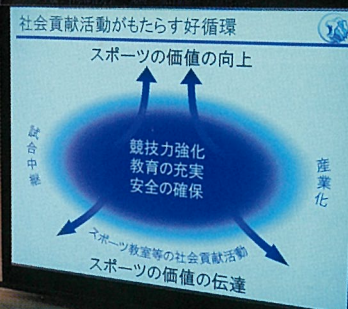 社会貢献活動がもたらす好循環
スポーツの価値の向上
試合中継
競技力強化
教育の充実
安全の確保
産業化
スポーツ教室等の社会貢献活動
スポーツの価値の伝達